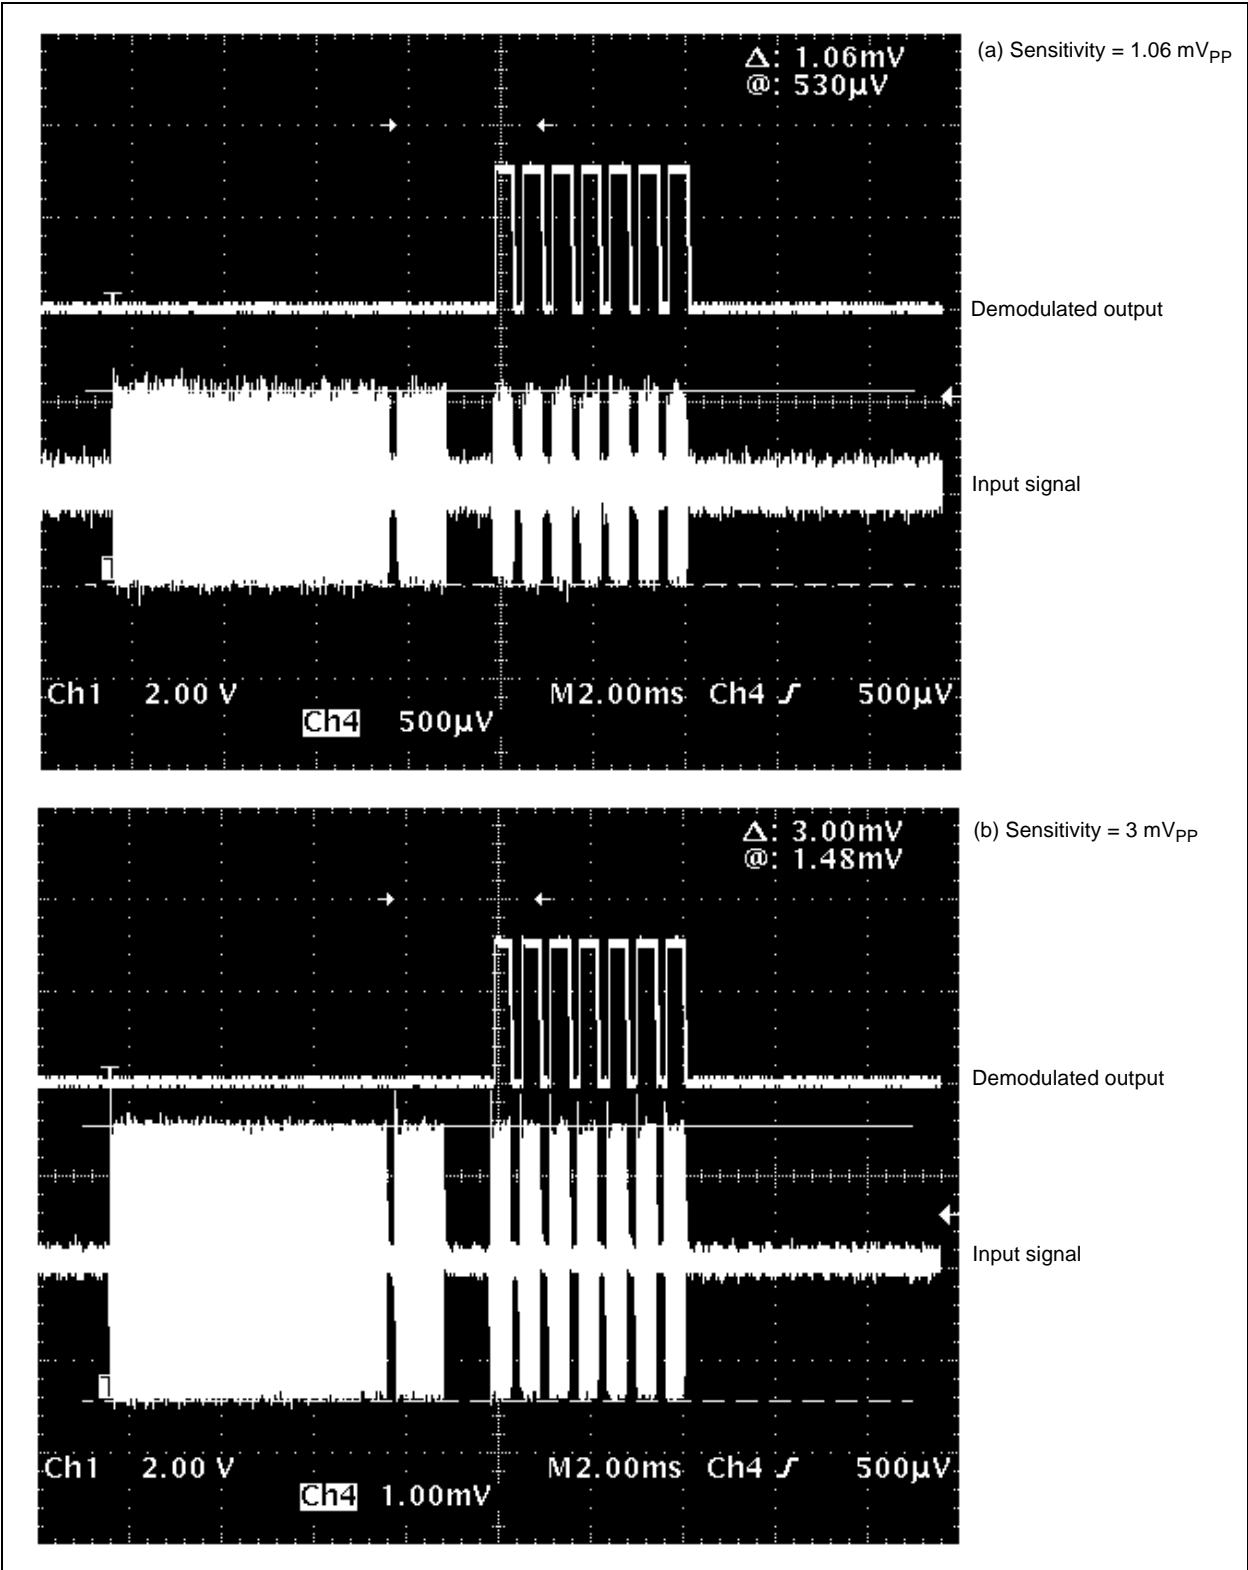 Δ: 1.06mV
@: 530µV
(a) Sensitivity = 1.06 mVPP
Demodulated output
Input signal
Ch1 2.00 V M2.00ms Ch4 ƒ 500µV
Ch4 500µV
Δ: 3.00mV
@: 1.48mV
(b) Sensitivity = 3 mVPP
Demodulated output
Input signal
Ch1 2.00 V M2.00ms Ch4 ƒ 500µV
Ch4 1.00mV